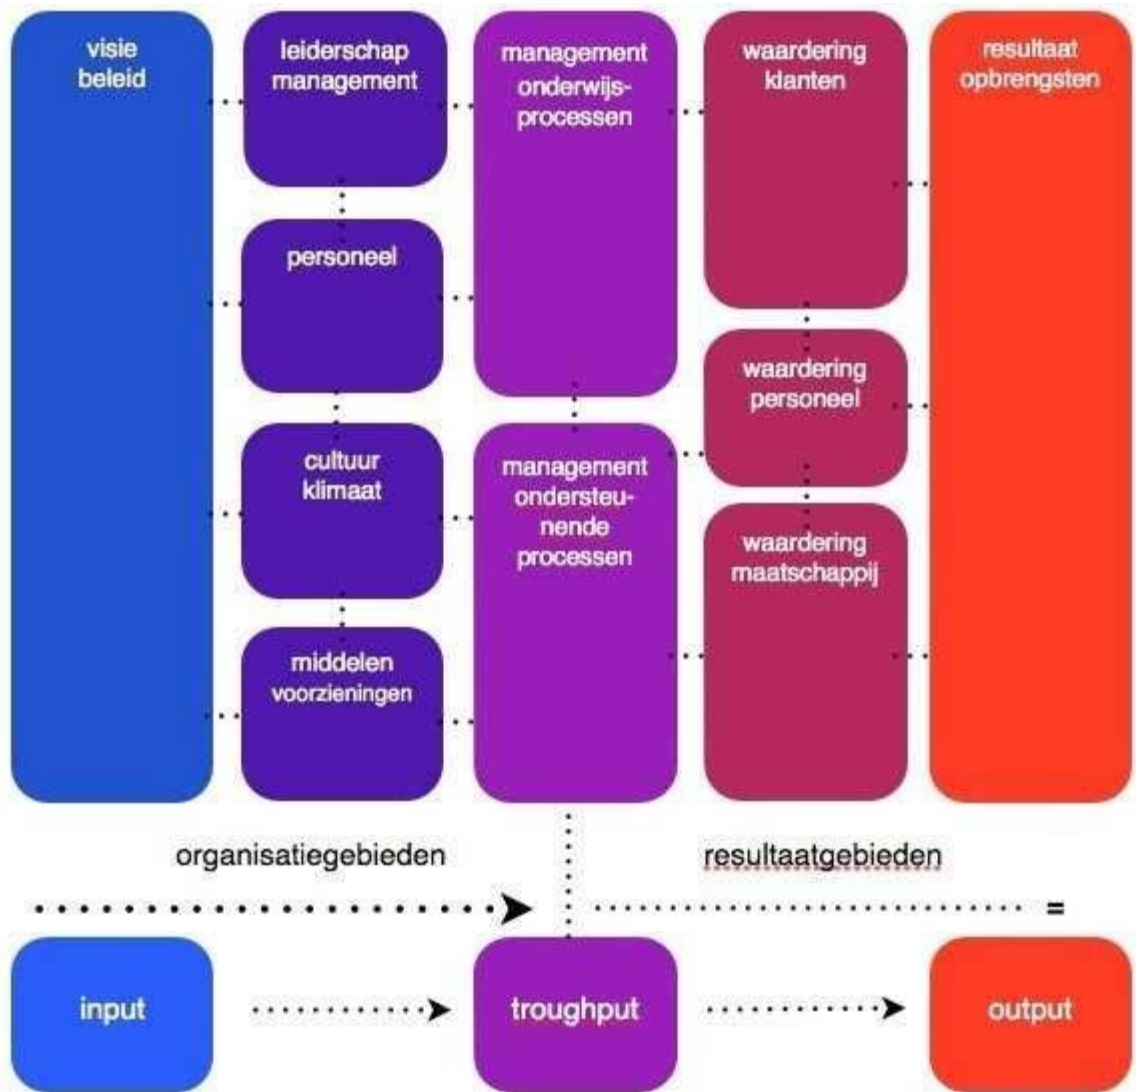 visie
beleid
leiderschap
management
personeel
cultuur
klimaat
middelen
voorzieningen
management
onderwijs-
processen
management
ondersteu-
nende
processen
waardering
klanten
waardering
personeel
waardering
maatschappij
resultaat
opbrengsten
organisatiegebieden
resultaatgebieden
=
input
troughput
output